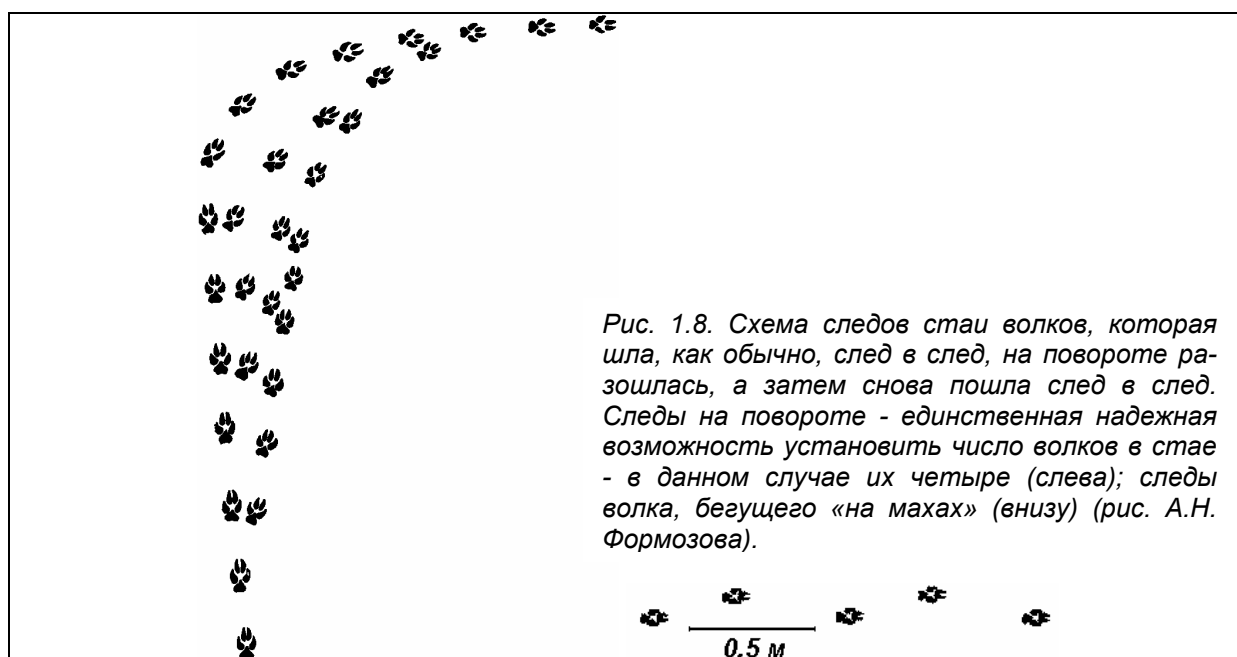 Рис. 1.8. Схема следов стаи волков, которая
шла, как обычно, след в след, на повороте ра-
зошлась, а затем снова пошла след в след.
Следы на повороте - единственная надежная
возможность установить число волков в стае
- в данном случае их четыре (слева); следы
волка, бегущего «на махах» (внизу) (рис. А.Н.
Формозова).
0.5 м